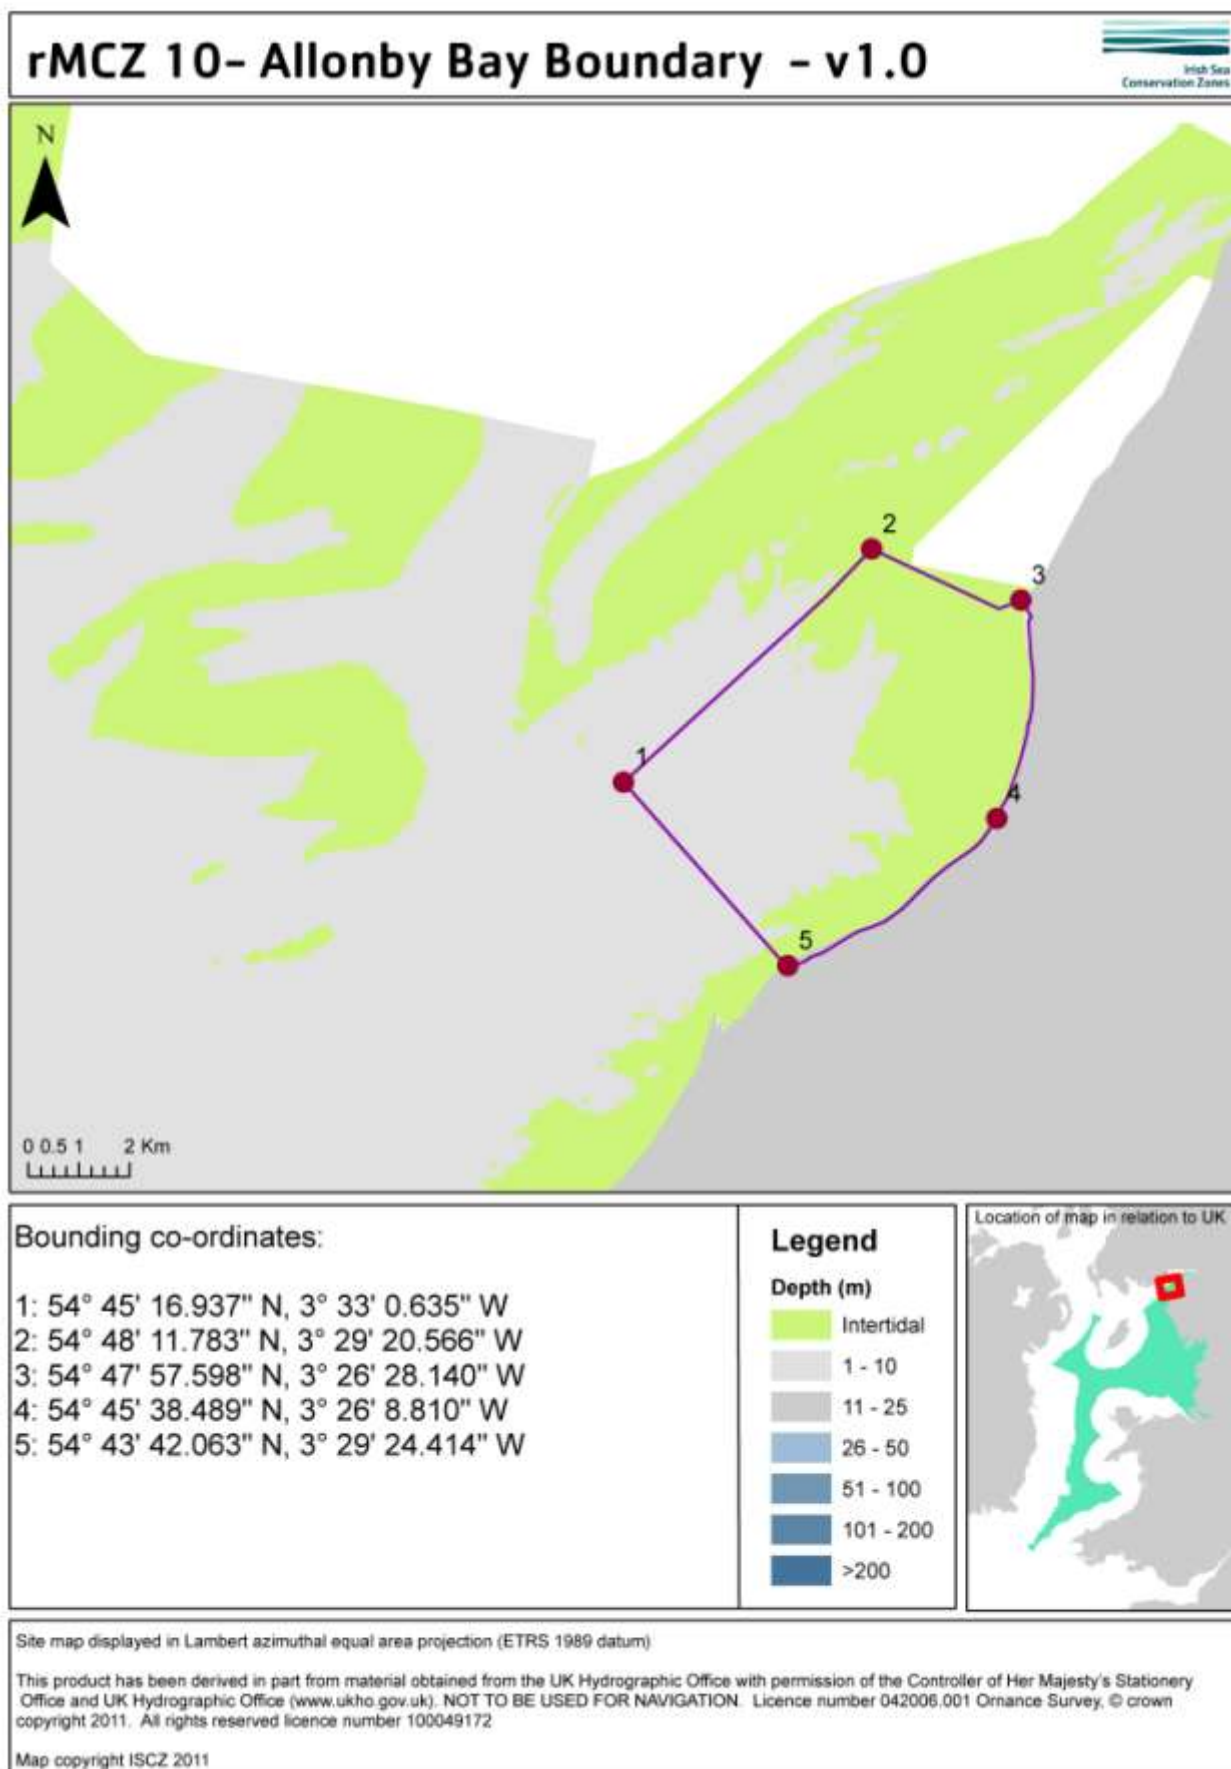 rMCZ 10- Allonby Bay Boundary - v1.0
Irish Sea
Conservation Zones
N
2
3
1
4
5
0 0.5 1 2 Km
Bounding co-ordinates:
1: 54° 45' 16.937" N, 3° 33' 0.635" W
2: 54° 48' 11.783" N, 3° 29' 20.566" W
3: 54° 47' 57.598" N, 3° 26' 28.140" W
4: 54° 45' 38.489" N, 3° 26' 8.810" W
5: 54° 43' 42.063" N, 3° 29' 24.414" W
Legend
Depth (m)
Intertidal
1 - 10
11 - 25
26 - 50
51 - 100
101 - 200
>200
Location of map in relation to UK
Site map displayed in Lambert azimuthal equal area projection (ETRS 1989 datum)
This product has been derived in part from material obtained from the UK Hydrographic Office with permission of the Controller of Her Majesty's Stationery
Office and UK Hydrographic Office (www.ukho.gov.uk). NOT TO BE USED FOR NAVIGATION. Licence number 042006.001 Ornance Survey, © crown
copyright 2011. All rights reserved licence number 100049172
Map copyright ISCZ 2011